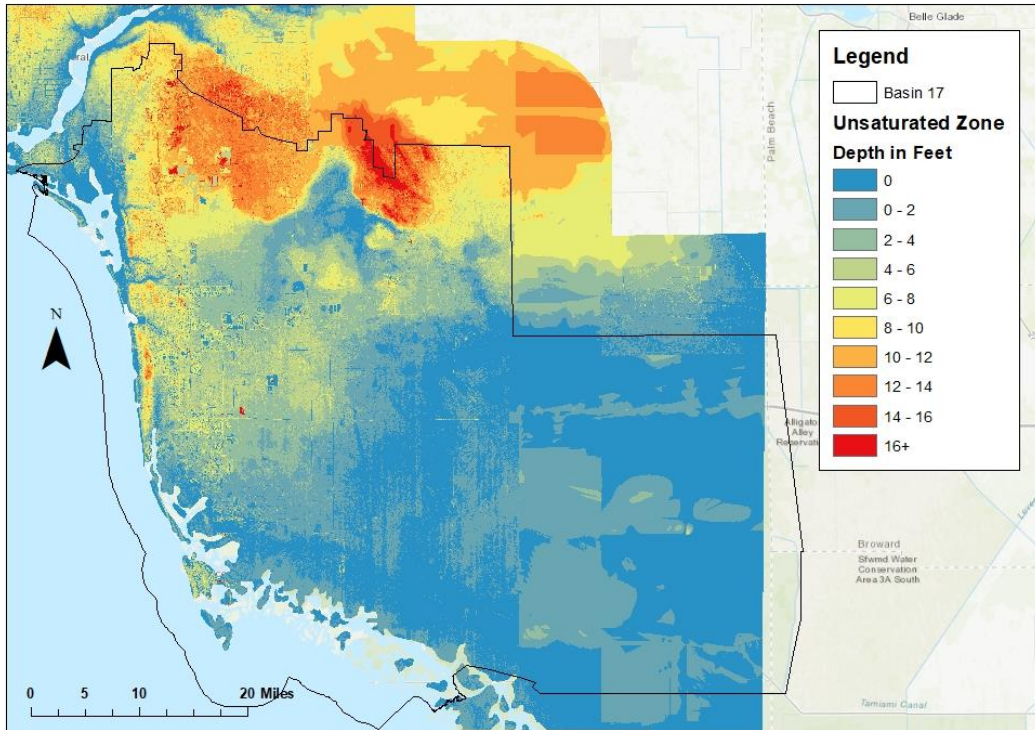 Belle Glade
Legend
Basin 17
Unsaturated Zone
Depth in Feet
0
0 - 2
2 - 4
4 - 6
6 - 8
8 - 10
10 - 12
12 - 14
14 - 16
16+
Palm Beach
ral
N
Alligator
Alley
Reservation
Broward
Sfwmd Water
Conservation
Area 3A South
0 5 10 20 Miles
Tamiami Canal